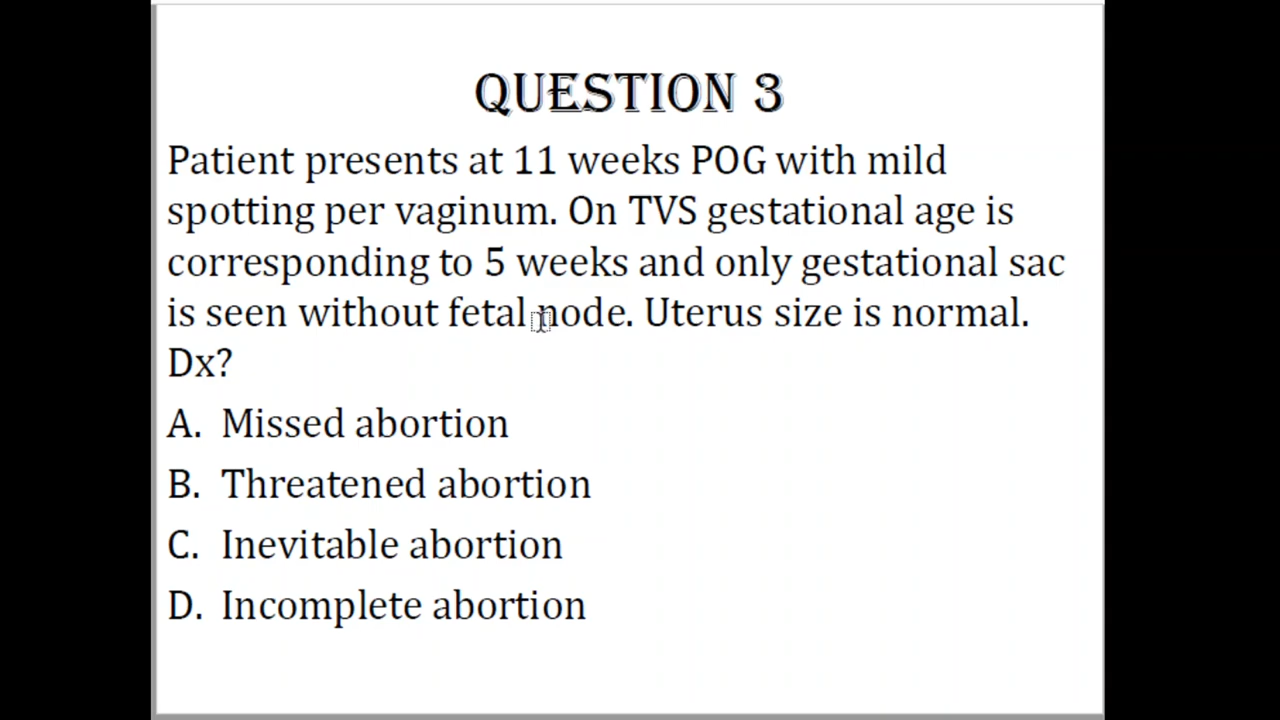 QUESTION 3
Patient presents at 11 weeks POG with mild
spotting per vaginum. On TVS gestational age is
corresponding to 5 weeks and only gestational sac
is seen without fetal node. Uterus size is normal.
Dx?
A. Missed abortion
B. Threatened abortion
C. Inevitable abortion
D. Incomplete abortion